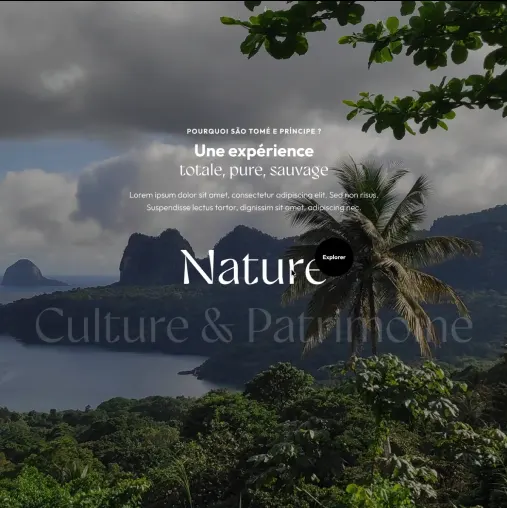 POURQUOI SÃO TOMÉ E PRÍNCIPE ?
Une expérience
totale, pure, sauvage
Lorem ipsum dolor sit amet, consectetur adipiscing elit. Sed non risus.
Suspendisse lectus tortor, dignissim sit amet, adipiscing nec.
Nature
Explorer
Culture & Patrimoine